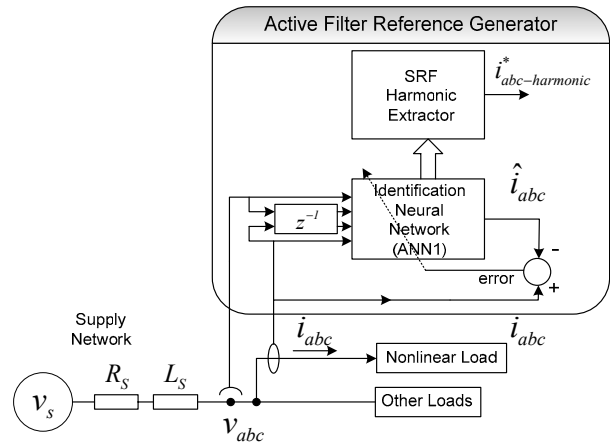 Active Filter Reference Generator
SRF
Harmonic
Extractor
i*abc−harmonic
Identification
Neural
Network
(ANN1)
z⁻¹
îabc
-
error
+
iabc
iabc
Supply
Network
Nonlinear Load
Rs
Ls
vs
Other Loads
vabc